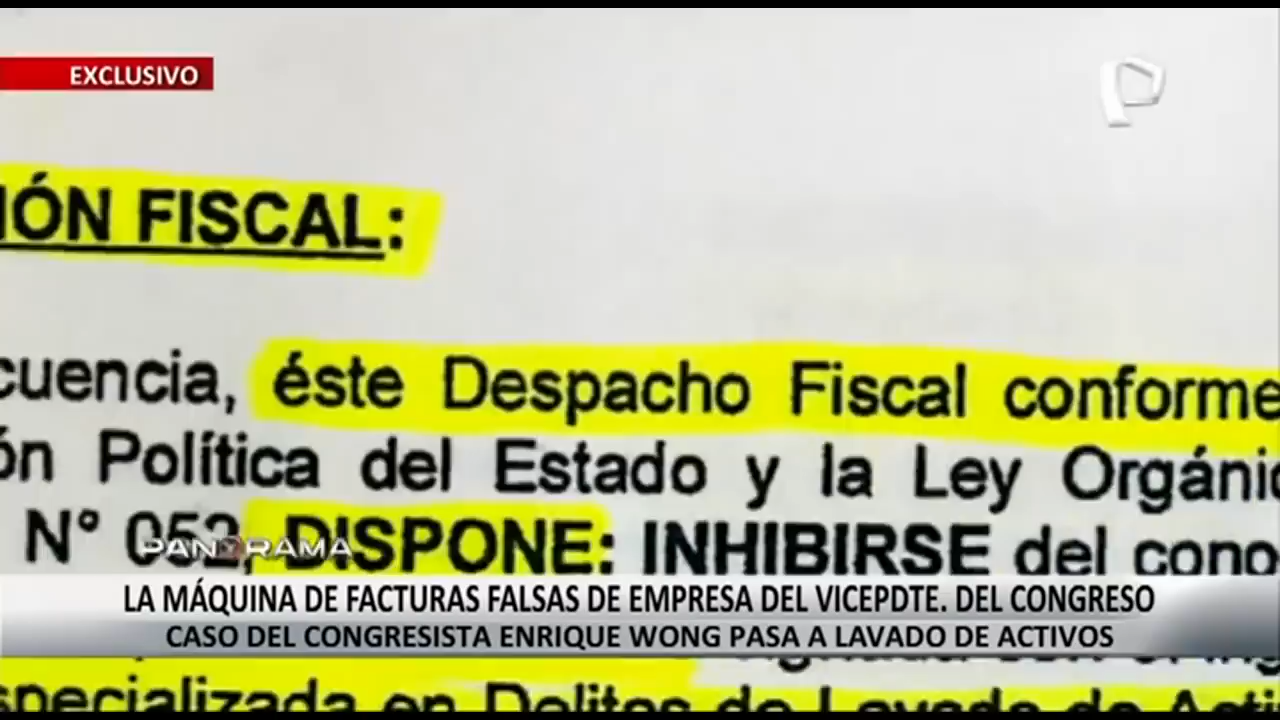 EXCLUSIVO
IÓN FISCAL:
cuencia, éste Despacho Fiscal conforme
ón Política del Estado y la Ley Orgánic
N° 052, DISPONE: INHIBIRSE del cono
PANORAMA
LA MÁQUINA DE FACTURAS FALSAS DE EMPRESA DEL VICEPDTE. DEL CONGRESO
CASO DEL CONGRESISTA ENRIQUE WONG PASA A LAVADO DE ACTIVOS
specializada en Delitos de Lavado de Acti